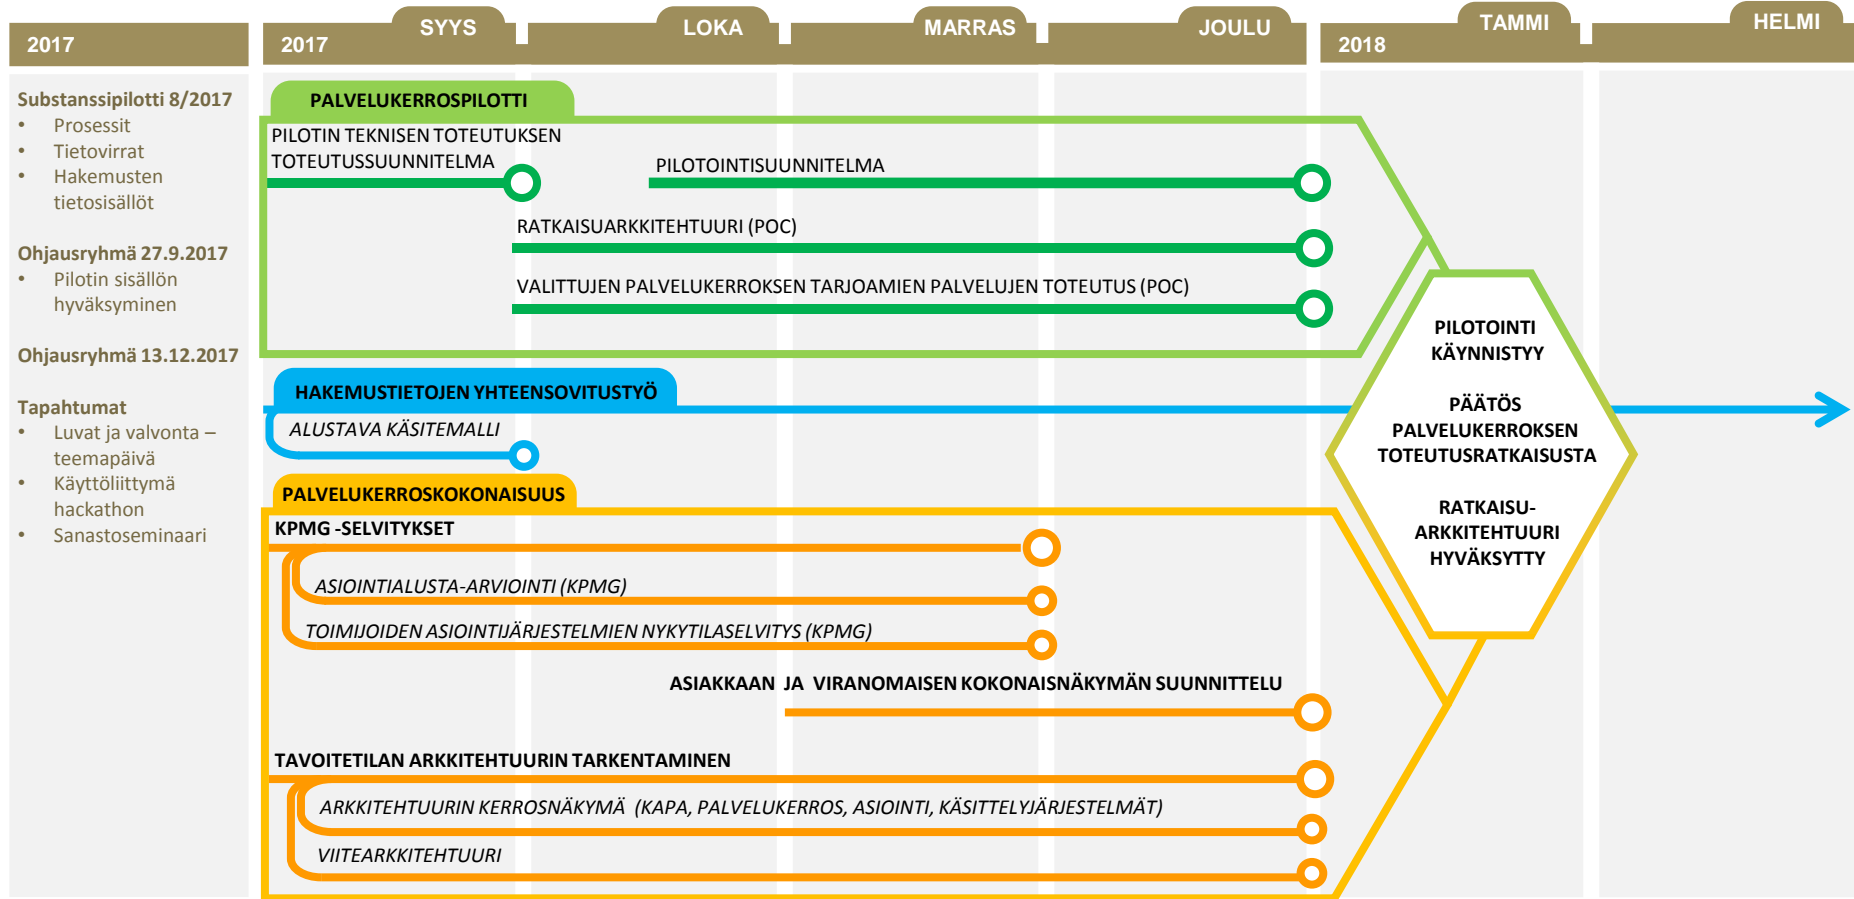 2017
2017
SYYS
LOKA
MARRAS
JOULU
2018
TAMMI
HELMI
Substanssipilotti 8/2017
• Prosessit
• Tietovirrat
• Hakemusten
tietosisällöt
Ohjausryhmä 27.9.2017
• Pilotin sisällön
hyväksyminen
Ohjausryhmä 13.12.2017
Tapahtumat
• Luvat ja valvonta –
teemapäivä
• Käyttöliittymä
hackathon
• Sanastoseminaari
PALVELUKERROSPILOTTI
PILOTIN TEKNISEN TOTEUTUKSEN
TOTEUTUSSUUNNITELMA
PILOTOINTISUUNNITELMA
RATKAISUARKKITEHTUURI (POC)
VALITTUJEN PALVELUKERROKSEN TARJOAMIEN PALVELUJEN TOTEUTUS (POC)
HAKEMUSTIETOJEN YHTEENSOVITUSTYÖ
ALUSTAVA KÄSITEMALLI
PALVELUKERROSKOKONAISUUS
KPMG -SELVITYKSET
ASIOINTIALUSTA-ARVIOINTI (KPMG)
TOIMIJOIDEN ASIOINTIJÄRJESTELMIEN NYKYTILASELVITYS (KPMG)
ASIAKKAAN JA VIRANOMAISEN KOKONAISNÄKYMÄN SUUNNITTELU
TAVOITETILAN ARKKITEHTUURIN TARKENTAMINEN
ARKKITEHTUURIN KERROSNÄKYMÄ (KAPA, PALVELUKERROS, ASIOINTI, KÄSITTELYJÄRJESTELMÄT)
VIITEARKKITEHTUURI
PILOTOINTI
KÄYNNISTYY
PÄÄTÖS
PALVELUKERROKSEN
TOTEUTUSRATKAISUSTA
RATKAISU-
ARKKITEHTUURI
HYVÄKSYTTY